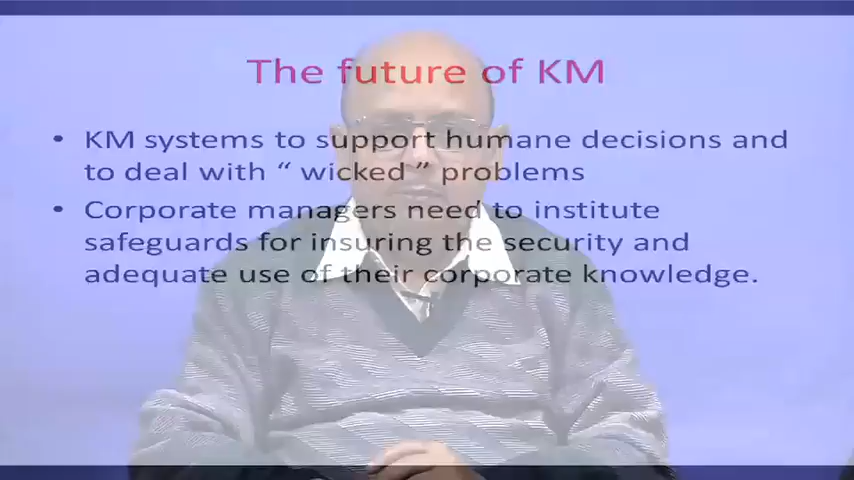 The future of KM
• KM systems to support humane decisions and
to deal with “ wicked ” problems
• Corporate managers need to institute
safeguards for insuring the security and
adequate use of their corporate knowledge.